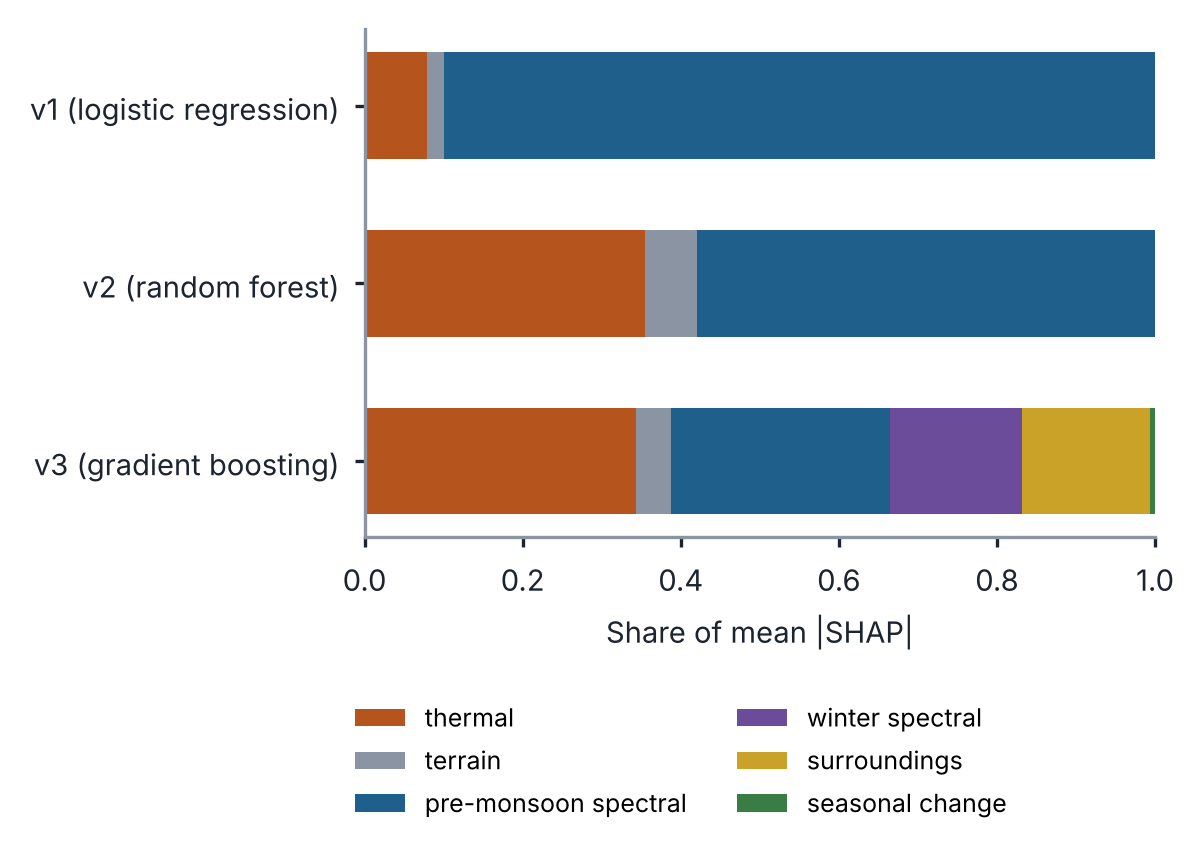 v1 (logistic regression)
v2 (random forest)
v3 (gradient boosting)
0.0 0.2 0.4 0.6 0.8 1.0
Share of mean |SHAP|
thermal
terrain
pre-monsoon spectral
winter spectral
surroundings
seasonal change